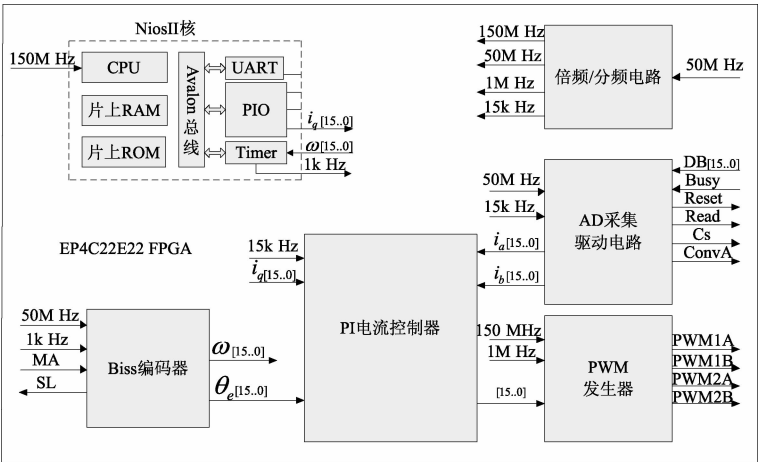 NiosII核
150M Hz
CPU
片上RAM
片上ROM
Avalon总线
UART
PIO
Timer
i_q[15..0]
ω[15..0]
1k Hz
150M Hz
50M Hz
1M Hz
15k Hz
倍频/分频电路
50M Hz
50M Hz
15k Hz
i_a[15..0]
i_b[15..0]
AD采集
驱动电路
DB[15..0]
Busy
Reset
Read
Cs
ConvA
EP4C22E22 FPGA
15k Hz
i_q[15..0]
PI电流控制器
50M Hz
1k Hz
MA
SL
Biss编码器
ω[15..0]
θ_e[15..0]
150 MHz
1M Hz
[15..0]
PWM
发生器
PWM1A
PWM1B
PWM2A
PWM2B